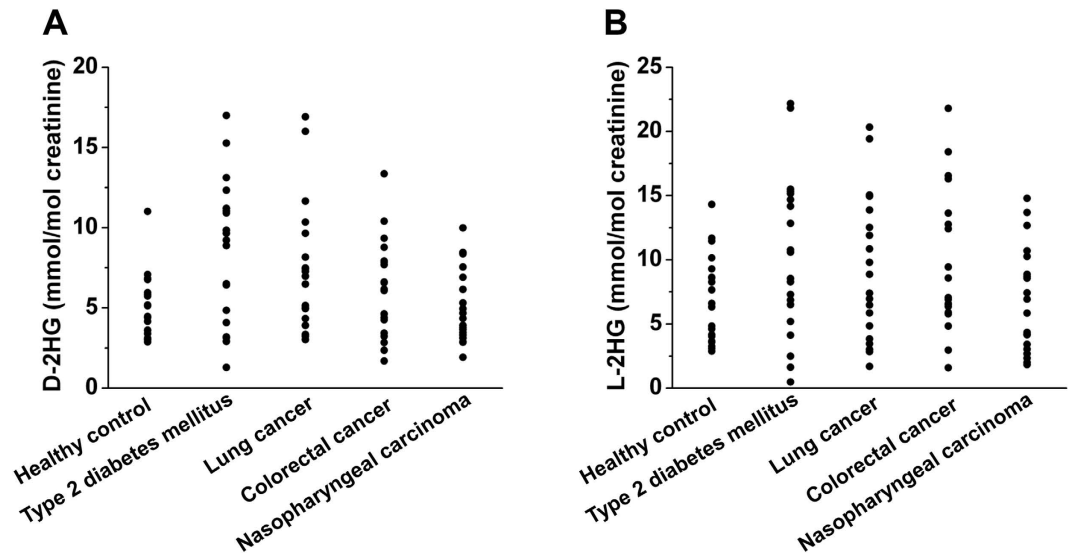 A
D-2HG (mmol/mol creatinine)
20
15
10
5
0
Healthy control
Type 2 diabetes mellitus
Lung cancer
Colorectal cancer
Nasopharyngeal carcinoma
B
L-2HG (mmol/mol creatinine)
25
20
15
10
5
0
Healthy control
Type 2 diabetes mellitus
Lung cancer
Colorectal cancer
Nasopharyngeal carcinoma